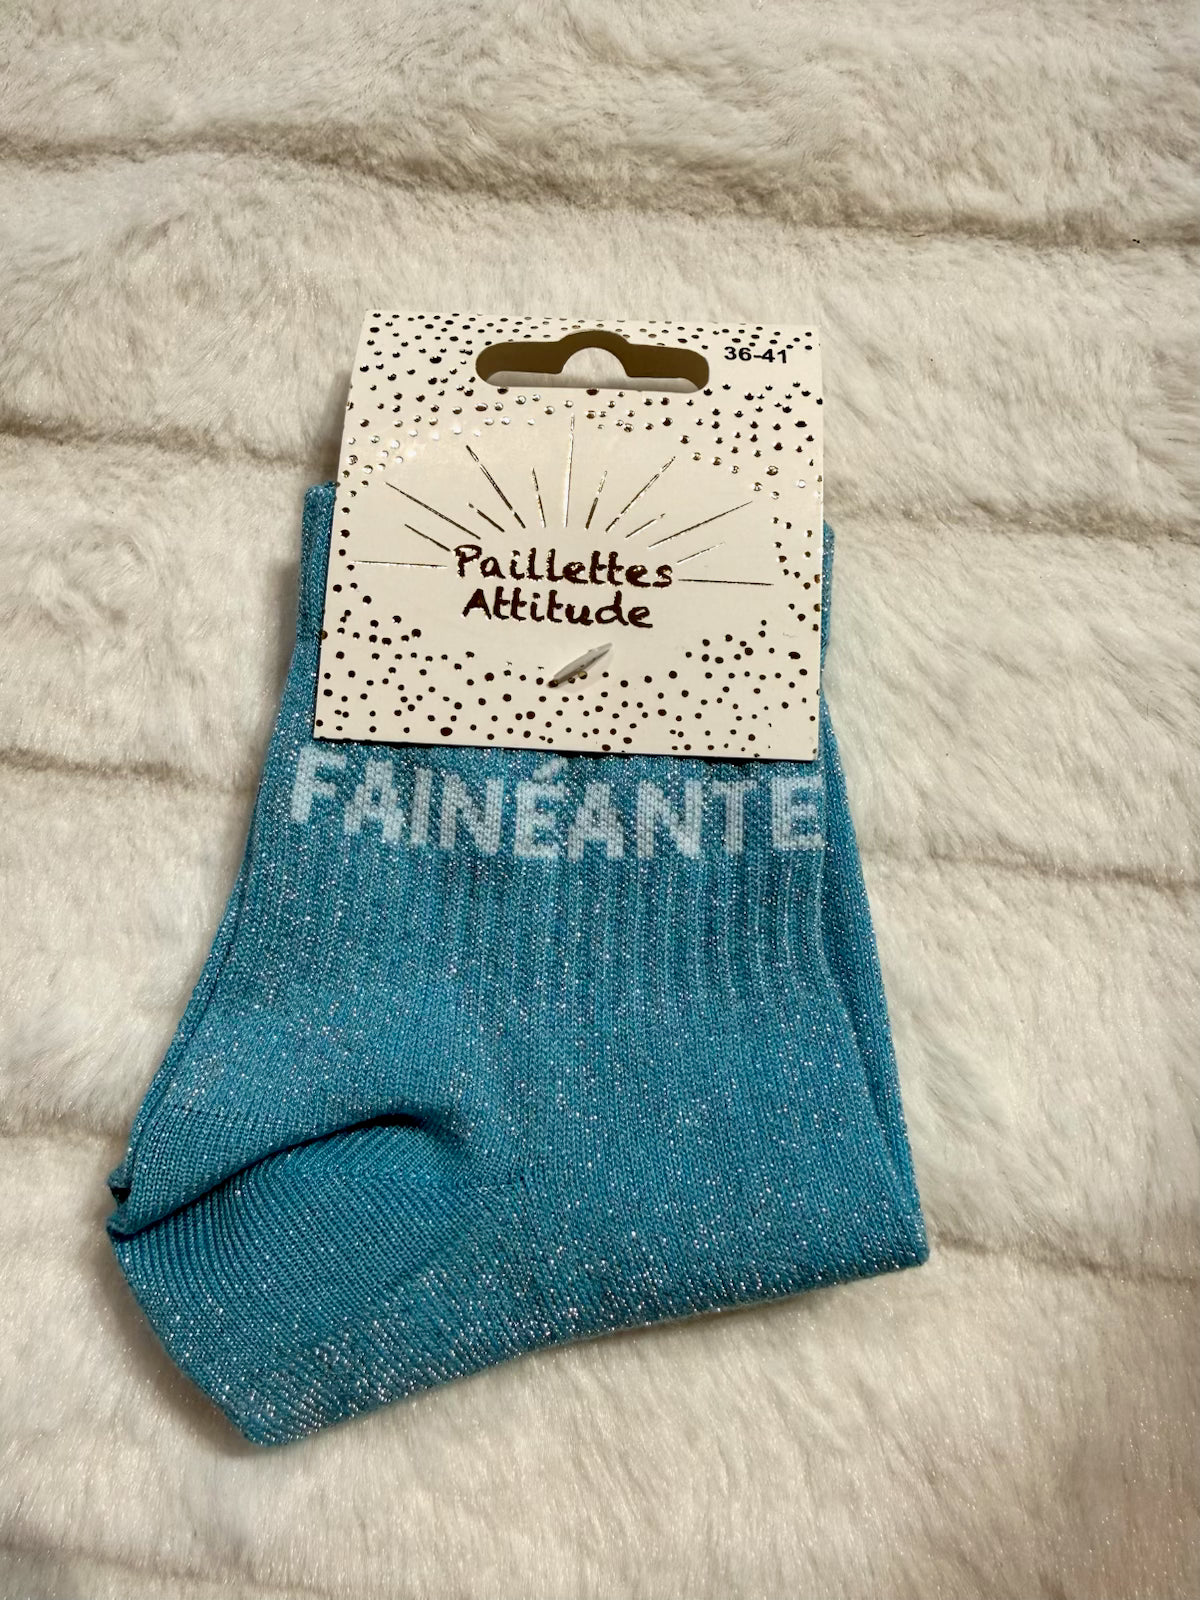 36-41
Paillettes
Attitude
FAINÉANTE